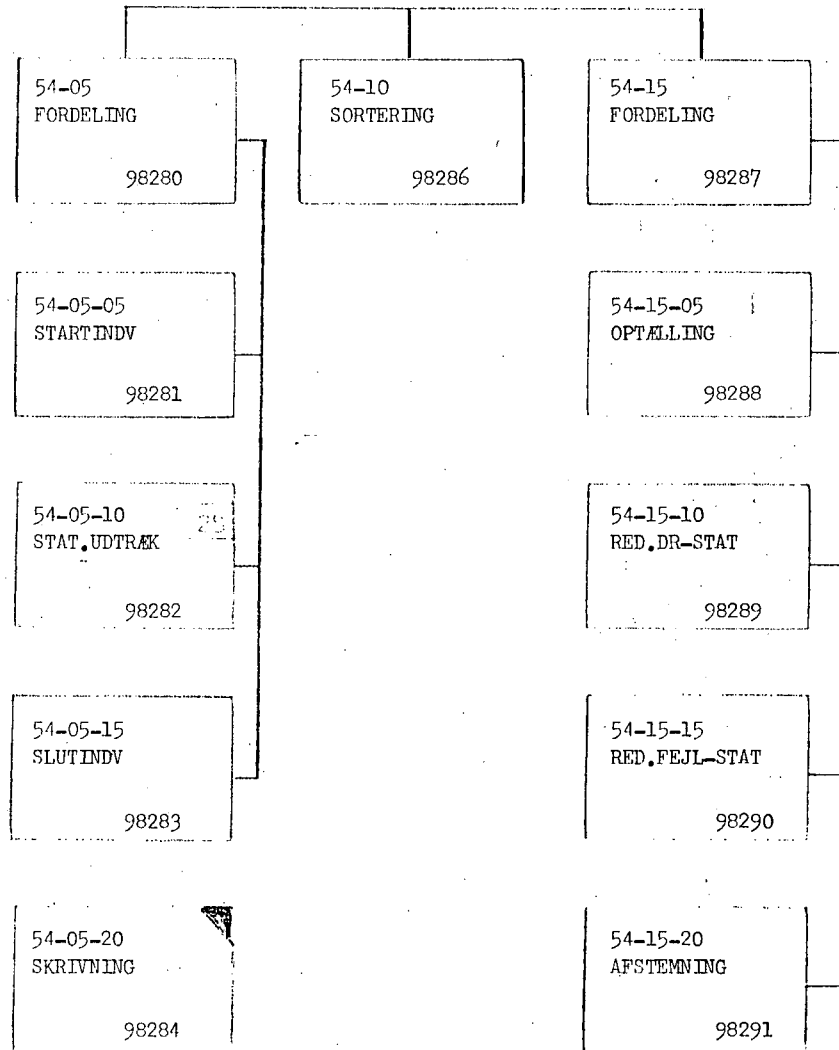 54-05
FORDELING
98280
54-10
SORTERING
98286
54-15
FORDELING
98287
54-05-05
STARTINDV
98281
54-15-05
OPTÆLLING
98288
54-05-10
STAT.UDTRÆK
98282
54-15-10
RED.DR-STAT
98289
54-05-15
SLUTINDV
98283
54-15-15
RED.FEJL-STAT
98290
54-05-20
SKRIVNING
98284
54-15-20
AFSTEMNING
98291